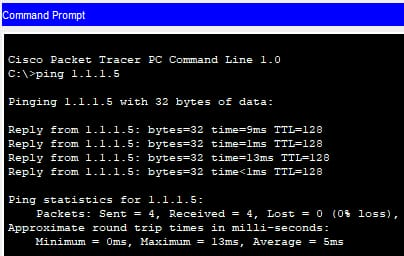 Command Prompt
Cisco Packet Tracer PC Command Line 1.0
C:\>ping 1.1.1.5
Pinging 1.1.1.5 with 32 bytes of data:
Reply from 1.1.1.5: bytes=32 time=9ms TTL=128
Reply from 1.1.1.5: bytes=32 time=1ms TTL=128
Reply from 1.1.1.5: bytes=32 time=13ms TTL=128
Reply from 1.1.1.5: bytes=32 time<1ms TTL=128
Ping statistics for 1.1.1.5:
Packets: Sent = 4, Received = 4, Lost = 0 (0% loss),
Approximate round trip times in milli-seconds:
Minimum = 0ms, Maximum = 13ms, Average = 5ms